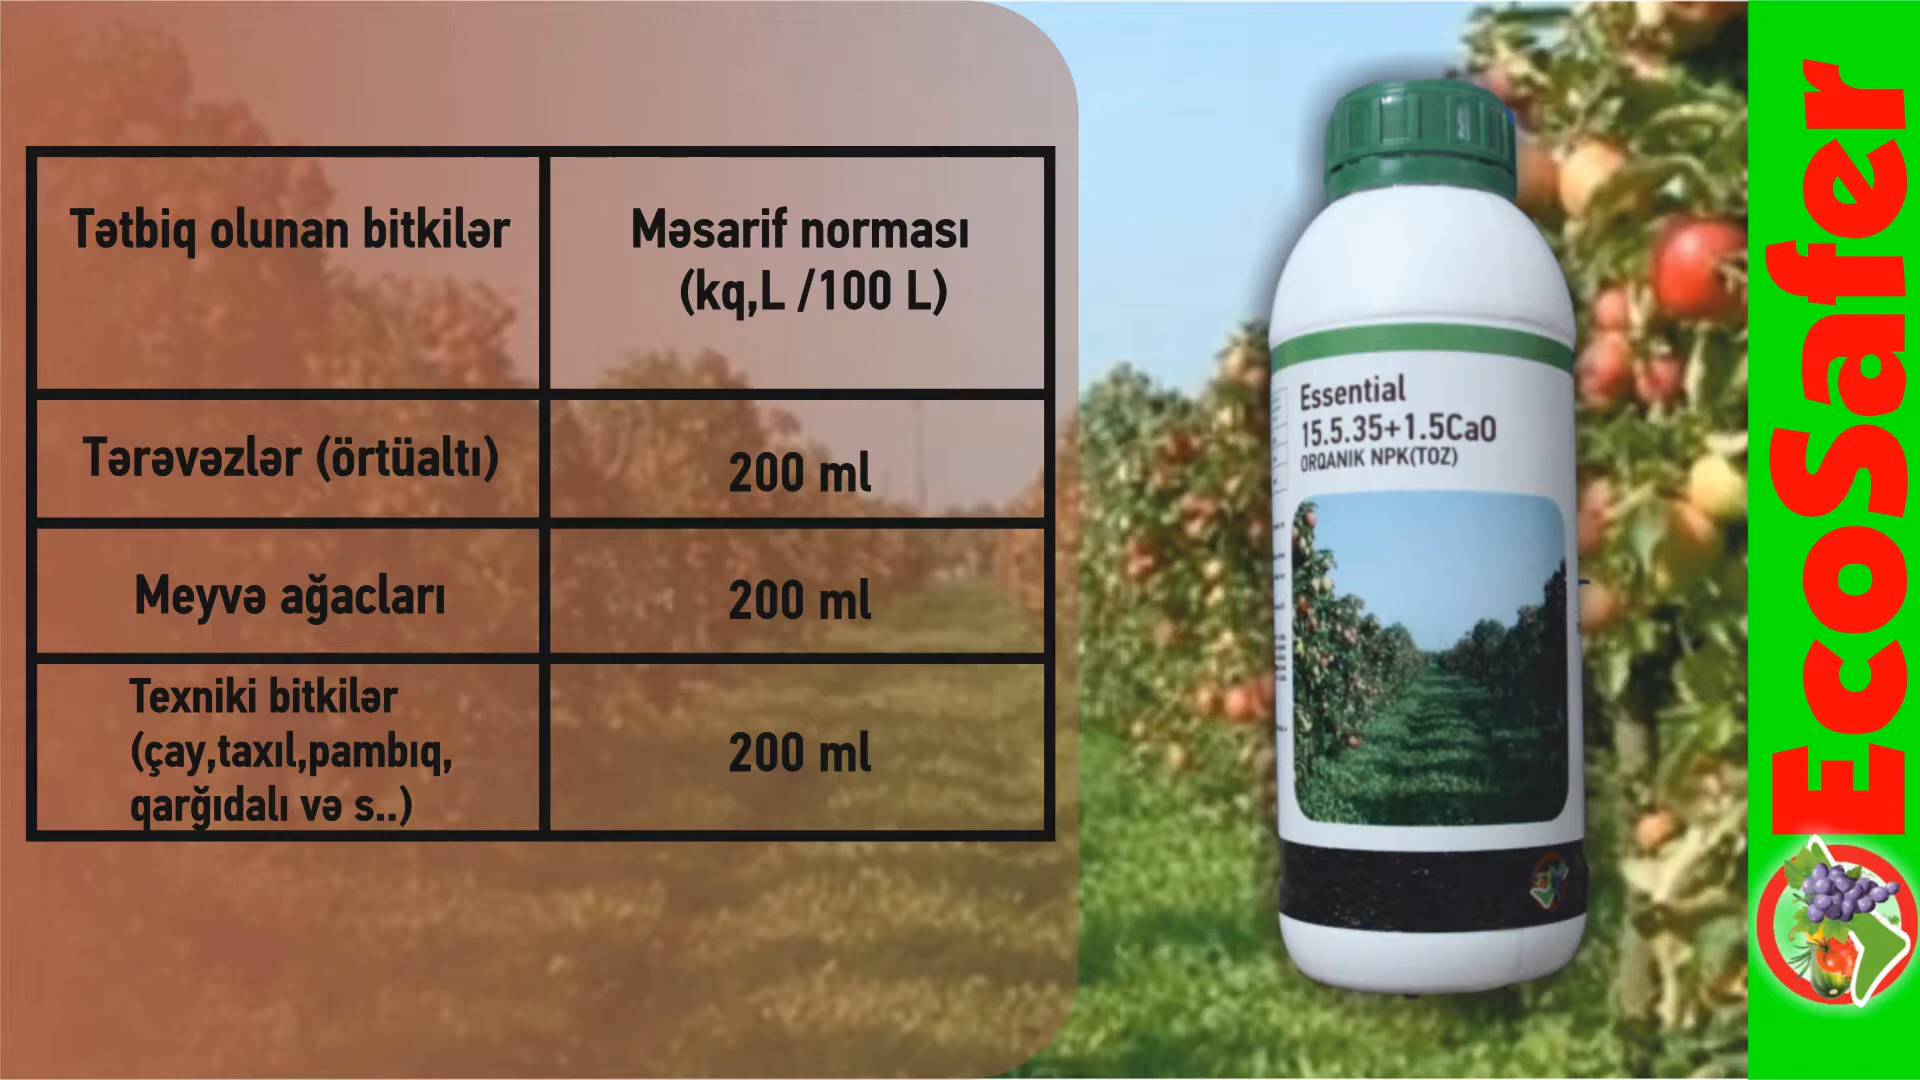 Tətbiq olunan bitkilər
Məsarif norması
(kq,L /100 L)
Tərəvəzlər (örtüaltı)
200 ml
Meyvə ağacları
200 ml
Texniki bitkilər
(çay,taxıl,pambıq,
qarğıdalı və s..)
200 ml
Essential
15.5.35+1.5CaO
ORQANIK NPK(TOZ)
EcoSafer